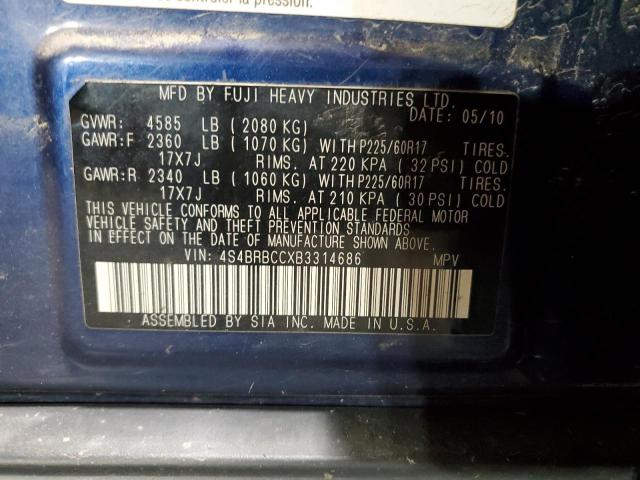 contrôler la pression.
MFD BY FUJI HEAVY INDUSTRIES LTD.
DATE: 05/10
GVWR: 4585 LB ( 2080 KG)
GAWR:F 2360 LB ( 1070 KG) WITH P225/60R17 TIRES.
17X7J RIMS. AT 220 KPA ( 32 PSI) COLD
GAWR:R 2340 LB ( 1060 KG) WITH P225/60R17 TIRES.
17X7J RIMS. AT 210 KPA ( 30 PSI) COLD
THIS VEHICLE CONFORMS TO ALL APPLICABLE FEDERAL MOTOR
VEHICLE SAFETY AND THEFT PREVENTION STANDARDS
IN EFFECT ON THE DATE OF MANUFACTURE SHOWN ABOVE.
VIN: 4S4BRBCCXB3314686 MPV
ASSEMBLED BY SIA INC. MADE IN U.S.A.